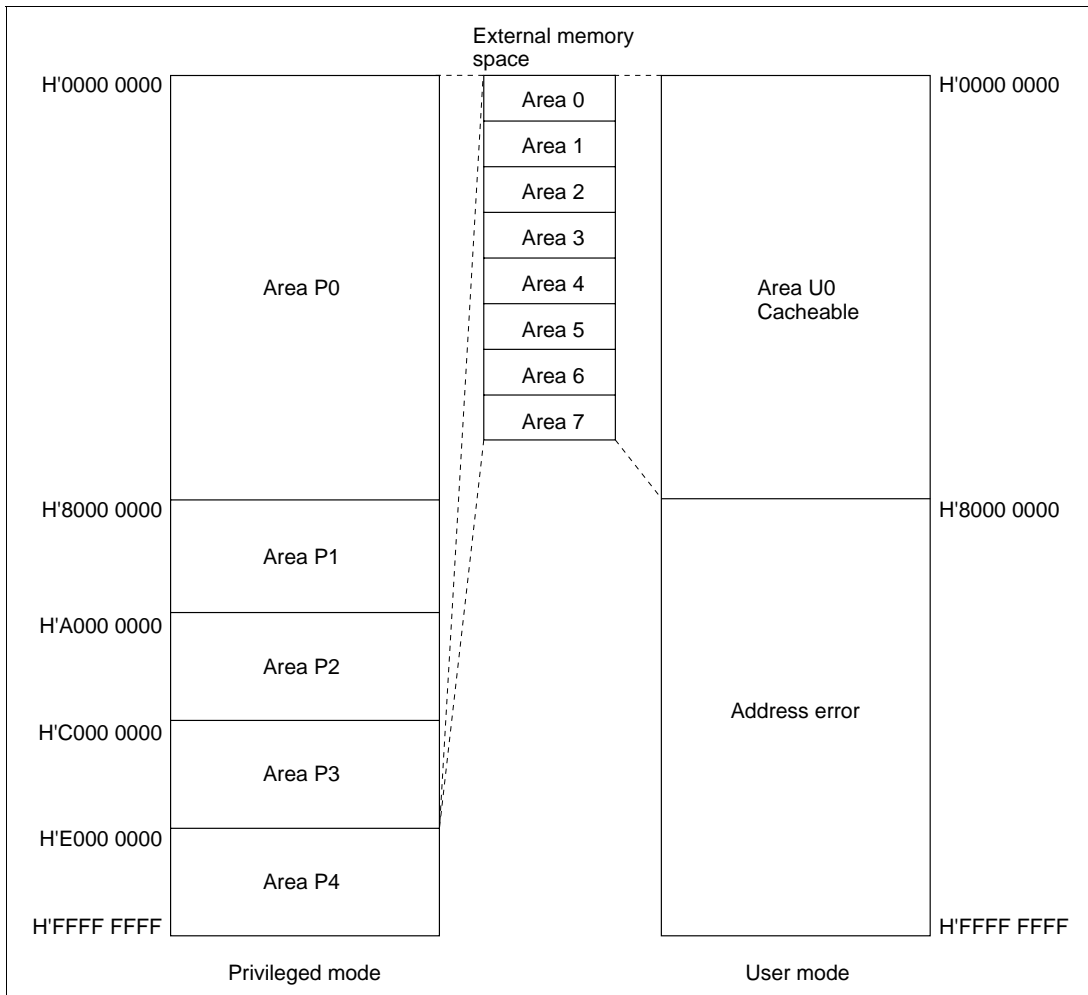 External memory
space
H'0000 0000
H'0000 0000
Area 0
Area 1
Area 2
Area 3
Area 4
Area 5
Area 6
Area 7
Area P0
Area U0
Cacheable
H'8000 0000
H'8000 0000
Area P1
H'A000 0000
Area P2
Address error
H'C000 0000
Area P3
H'E000 0000
Area P4
H'FFFF FFFF
H'FFFF FFFF
Privileged mode
User mode